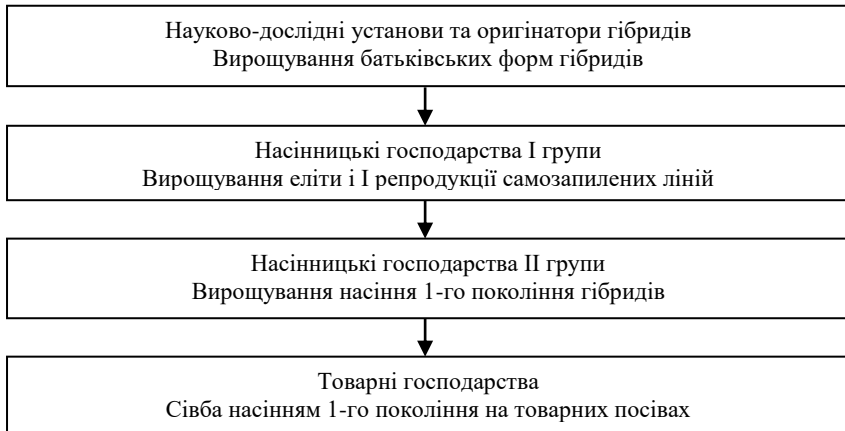 Науково-дослідні установи та оригінатори гібридів
Вирощування батьківських форм гібридів
Насінницькі господарства І групи
Вирощування еліти і І репродукції самозапилених ліній
Насінницькі господарства ІІ групи
Вирощування насіння 1-го покоління гібридів
Товарні господарства
Сівба насінням 1-го покоління на товарних посівах